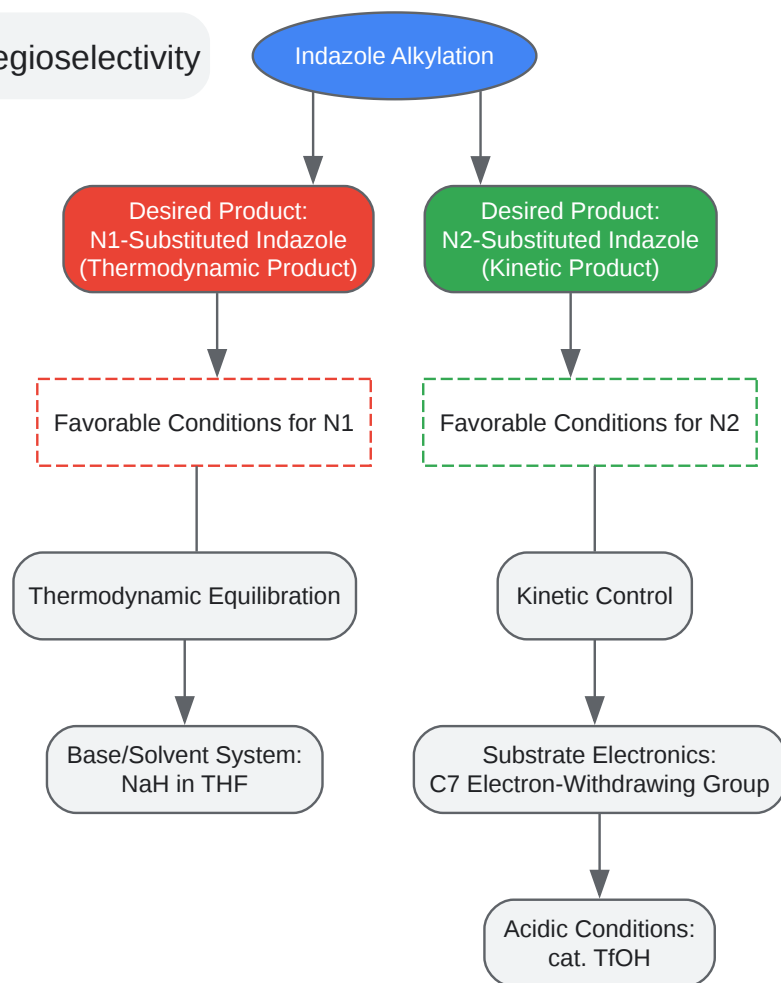 egioselectivity
Indazole Alkylation
Desired Product:
N1-Substituted Indazole
(Thermodynamic Product)
Desired Product:
N2-Substituted Indazole
(Kinetic Product)
Favorable Conditions for N1
Favorable Conditions for N2
Thermodynamic Equilibration
Kinetic Control
Base/Solvent System:
NaH in THF
Substrate Electronics:
C7 Electron-Withdrawing Group
Acidic Conditions:
cat. TfOH